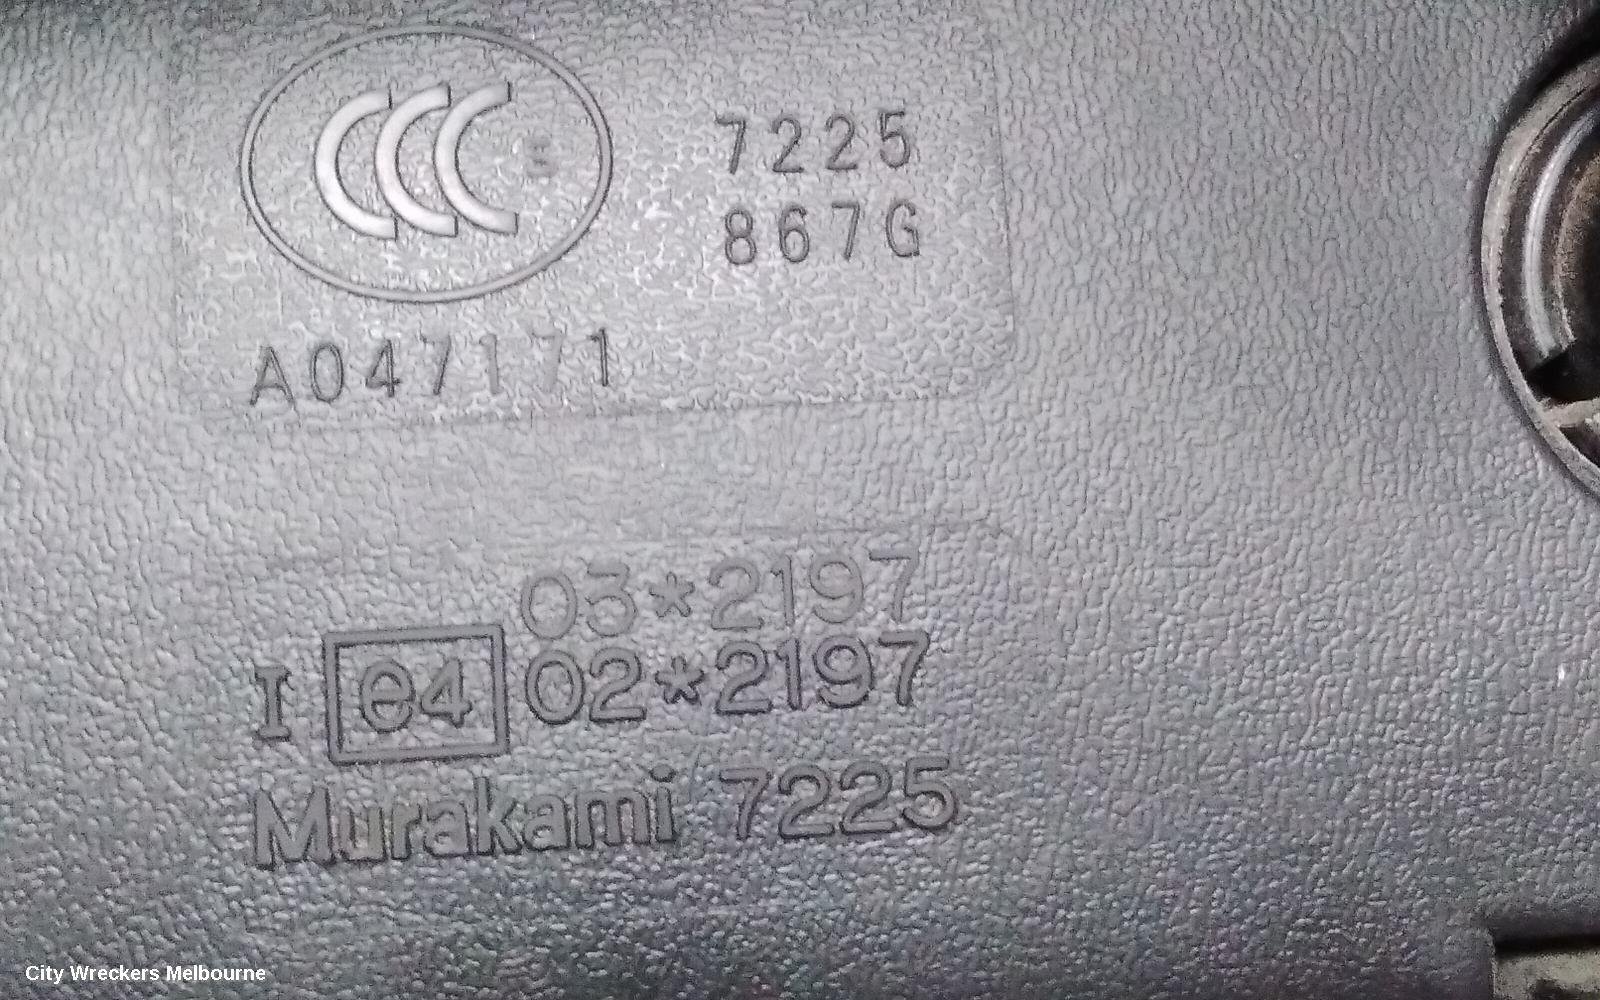 CCC S
7225
867G
A047171
03*2197
I e4 02*2197
Murakami 7225
City Wreckers Melbourne